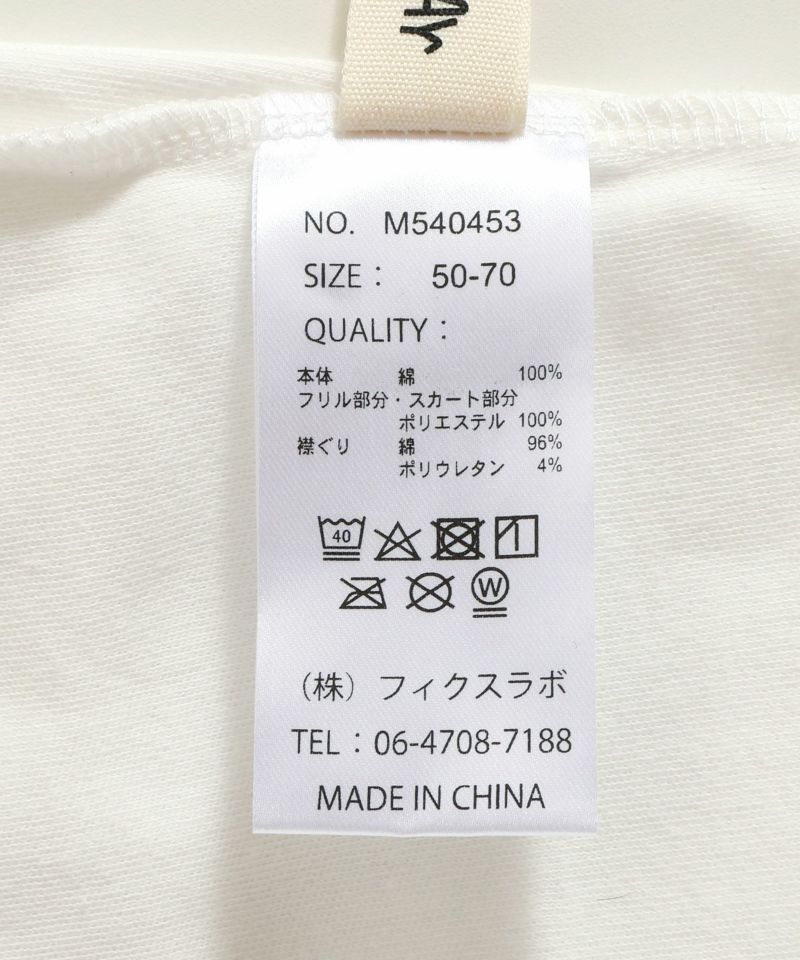 NO. M540453
SIZE： 50-70
QUALITY：
本体 綿 100%
フリル部分・スカート部分
ポリエステル 100%
襟ぐり 綿 96%
ポリウレタン 4%
40
W
（株）フィクスラボ
TEL：06-4708-7188
MADE IN CHINA